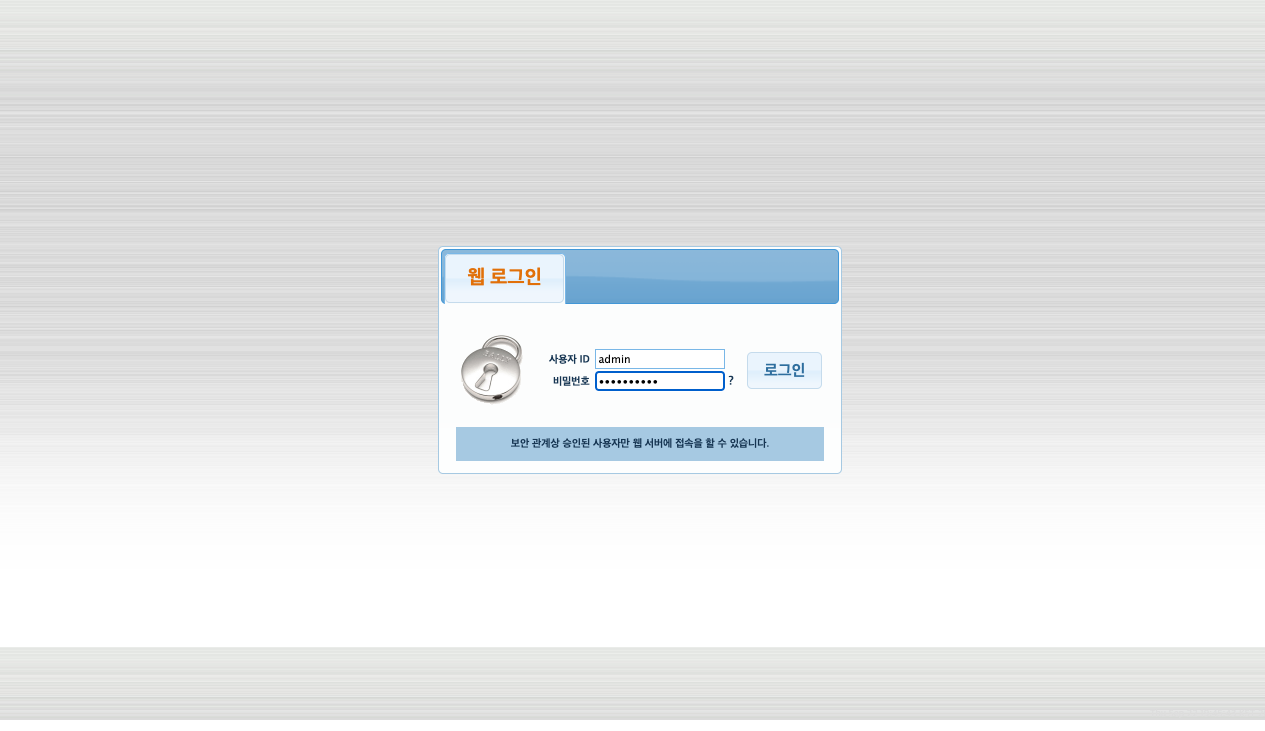 웹 로그인
사용자 ID admin
비밀번호 •••••••••• ?
로그인
보안 관계상 승인된 사용자만 웹 서버에 접속을 할 수 있습니다.